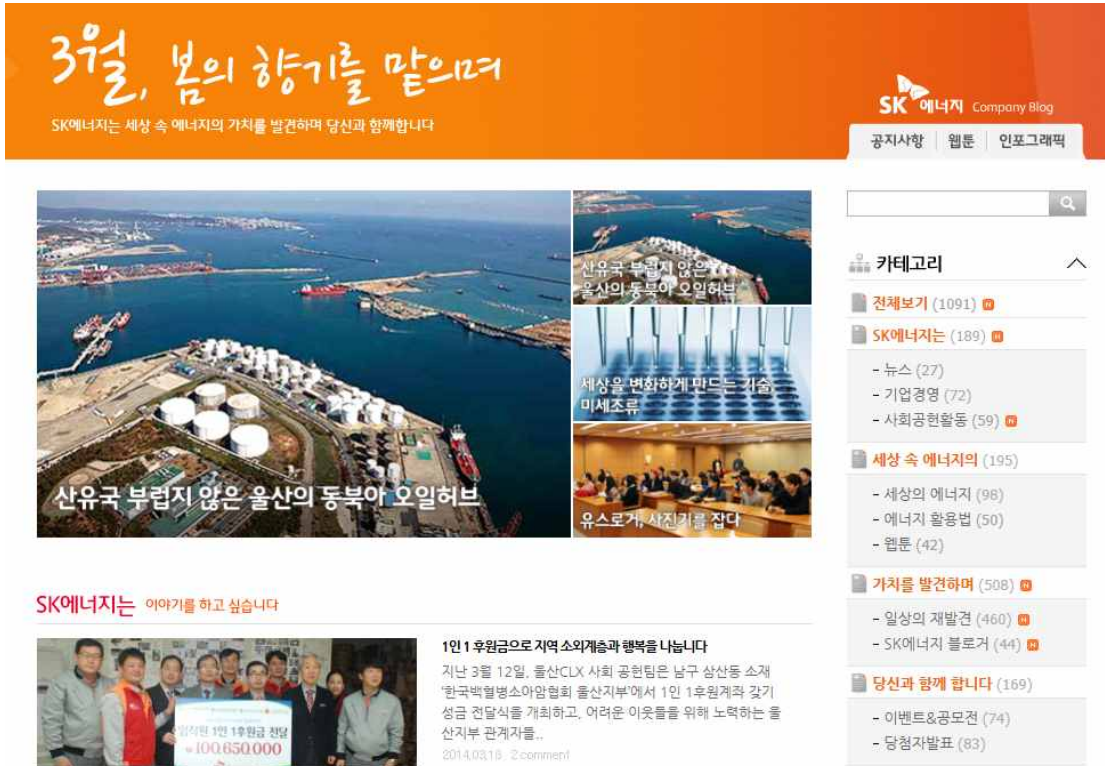 3월, 봄의 향기를 맡으며
SK에너지는 세상 속 에너지의 가치를 발견하며 당신과 함께합니다
SK 에너지 Company Blog
공지사항 웹툰 인포그래픽
산유국 부럽지 않은 울산의 동북아 오일허브
산유국 부럽지 않은
울산의 동북아 오일허브
세상을 변화하게 만드는 기술,
미세조류
유스로거, 사진기를 잡다
카테고리
전체보기 (1091) N
SK에너지는 (189) N
- 뉴스 (27)
- 기업경영 (72)
- 사회공헌활동 (59) N
세상 속 에너지의 (195)
- 세상의 에너지 (98)
- 에너지 활용법 (50)
- 웹툰 (42)
가치를 발견하며 (508) N
- 일상의 재발견 (460) N
- SK에너지 블로거 (44) N
당신과 함께 합니다 (169)
- 이벤트&공모전 (74)
- 당첨자발표 (83)
SK에너지는 이야기를 하고 싶습니다
임직원 1인 1후원금 전달
₩100,650,000
1인 1 후원금으로 지역 소외계층과 행복을 나눕니다
지난 3월 12일, 울산CLX 사회 공헌팀은 남구 삼산동 소재
'한국백혈병소아암협회 울산지부'에서 1인 1후원계좌 갖기
성금 전달식을 개최하고, 어려운 이웃들을 위해 노력하는 울
산지부 관계자들..
2014.03.16 2 comment